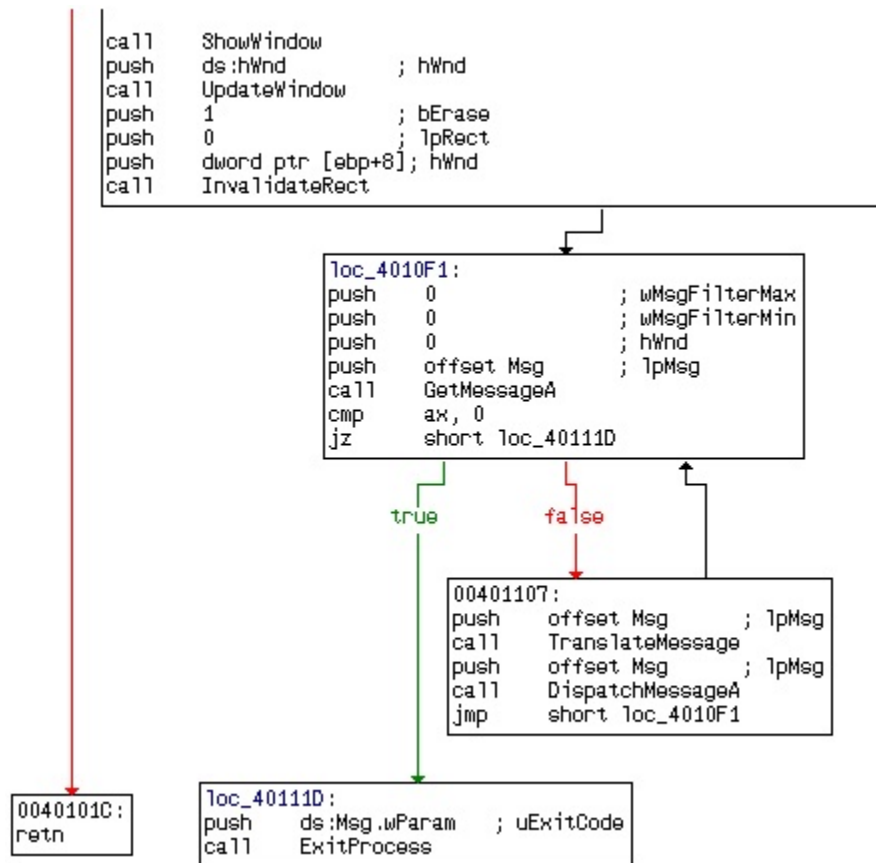 call ShowWindow
push ds:hWnd ; hWnd
call UpdateWindow
push 1 ; bErase
push 0 ; lpRect
push dword ptr [ebp+8]; hWnd
call InvalidateRect
loc_4010F1:
push 0 ; wMsgFilterMax
push 0 ; wMsgFilterMin
push 0 ; hWnd
push offset Msg ; lpMsg
call GetMessageA
cmp ax, 0
jz short loc_40111D
true false
00401107:
push offset Msg ; lpMsg
call TranslateMessage
push offset Msg ; lpMsg
call DispatchMessageA
jmp short loc_4010F1
0040101C:
retn
loc_40111D:
push ds:Msg.wParam ; uExitCode
call ExitProcess